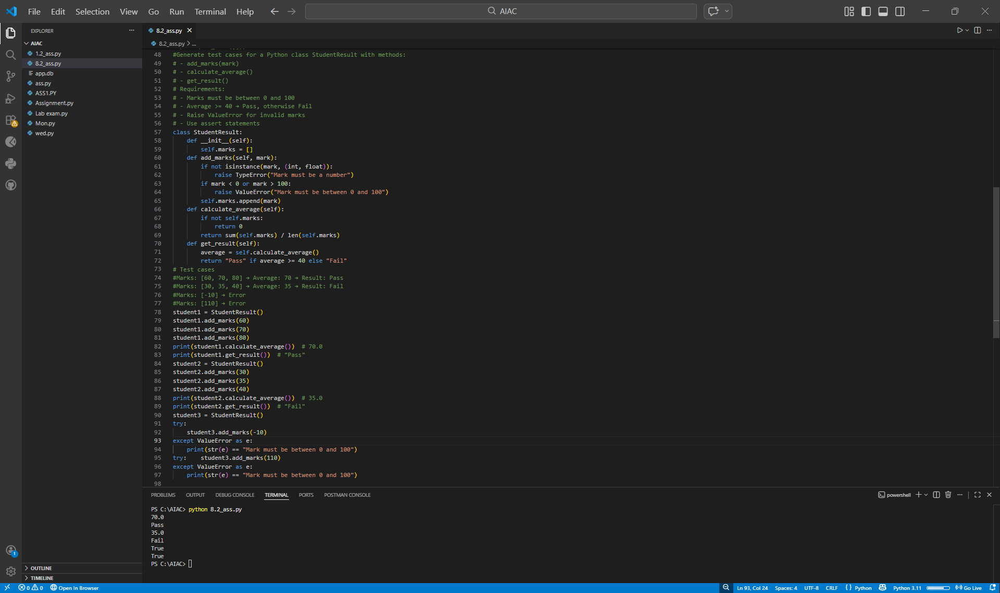 File Edit Selection View Go Run Terminal Help
AIAC
EXPLORER
AIAC
1.2_ass.py
8.2_ass.py
app.db
ass.py
ASS1.PY
Assignment.py
Lab exam.py
Mon.py
wed.py
OUTLINE
TIMELINE
8.2_ass.py
8.2_ass.py > ...
48 #Generate test cases for a Python class StudentResult with methods:
49 # - add_marks(mark)
50 # - calculate_average()
51 # - get_result()
52 # Requirements:
53 # - Marks must be between 0 and 100
54 # - Average >= 40 → Pass, otherwise Fail
55 # - Raise ValueError for invalid marks
56 # - Use assert statements
57 class StudentResult:
58     def __init__(self):
59         self.marks = []
60     def add_marks(self, mark):
61         if not isinstance(mark, (int, float)):
62             raise TypeError("Mark must be a number")
63         if mark < 0 or mark > 100:
64             raise ValueError("Mark must be between 0 and 100")
65         self.marks.append(mark)
66     def calculate_average(self):
67         if not self.marks:
68             return 0
69         return sum(self.marks) / len(self.marks)
70     def get_result(self):
71         average = self.calculate_average()
72         return "Pass" if average >= 40 else "Fail"
73 # Test cases
74 #Marks: [60, 70, 80] → Average: 70 → Result: Pass
75 #Marks: [30, 35, 40] → Average: 35 → Result: Fail
76 #Marks: [-10] → Error
77 #Marks: [110] → Error
78 student1 = StudentResult()
79 student1.add_marks(60)
80 student1.add_marks(70)
81 student1.add_marks(80)
82 print(student1.calculate_average())  # 70.0
83 print(student1.get_result())  # "Pass"
84 student2 = StudentResult()
85 student2.add_marks(30)
86 student2.add_marks(35)
87 student2.add_marks(40)
88 print(student2.calculate_average())  # 35.0
89 print(student2.get_result())  # "Fail"
90 student3 = StudentResult()
91 try:
92     student3.add_marks(-10)
93 except ValueError as e:
94     print(str(e) == "Mark must be between 0 and 100")
95 try:    student3.add_marks(110)
96 except ValueError as e:
97     print(str(e) == "Mark must be between 0 and 100")
98
PROBLEMS OUTPUT DEBUG CONSOLE TERMINAL PORTS POSTMAN CONSOLE
powershell
PS C:\AIAC> python 8.2_ass.py
70.0
Pass
35.0
Fail
True
True
PS C:\AIAC>
1
0 0 Open In Browser
Ln 93, Col 24 Spaces: 4 UTF-8 CRLF {} Python Python 3.11 Go Live